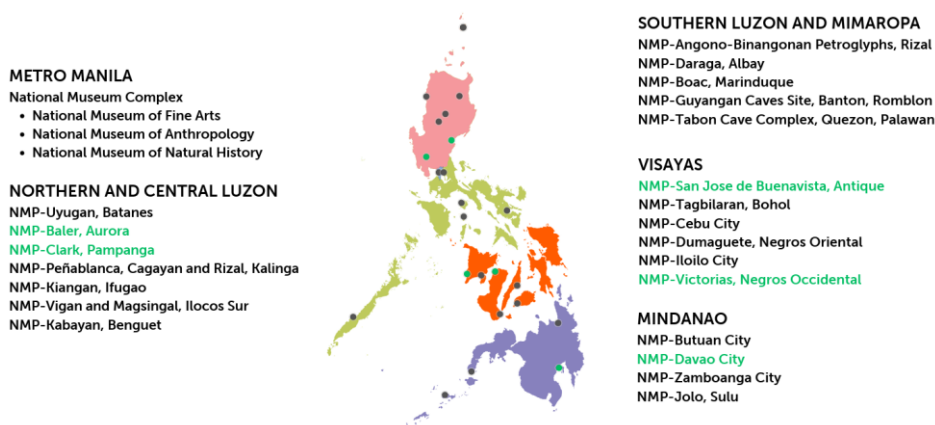 METRO MANILA
National Museum Complex
• National Museum of Fine Arts
• National Museum of Anthropology
• National Museum of Natural History
NORTHERN AND CENTRAL LUZON
NMP-Uyugan, Batanes
NMP-Baler, Aurora
NMP-Clark, Pampanga
NMP-Peñablanca, Cagayan and Rizal, Kalinga
NMP-Kiangan, Ifugao
NMP-Vigan and Magsingal, Ilocos Sur
NMP-Kabayan, Benguet
SOUTHERN LUZON AND MIMAROPA
NMP-Angono-Binangonan Petroglyphs, Rizal
NMP-Daraga, Albay
NMP-Boac, Marinduque
NMP-Guyangan Caves Site, Banton, Romblon
NMP-Tabon Cave Complex, Quezon, Palawan
VISAYAS
NMP-San Jose de Buenavista, Antique
NMP-Tagbilaran, Bohol
NMP-Cebu City
NMP-Dumaguete, Negros Oriental
NMP-Iloilo City
NMP-Victorias, Negros Occidental
MINDANAO
NMP-Butuan City
NMP-Davao City
NMP-Zamboanga City
NMP-Jolo, Sulu